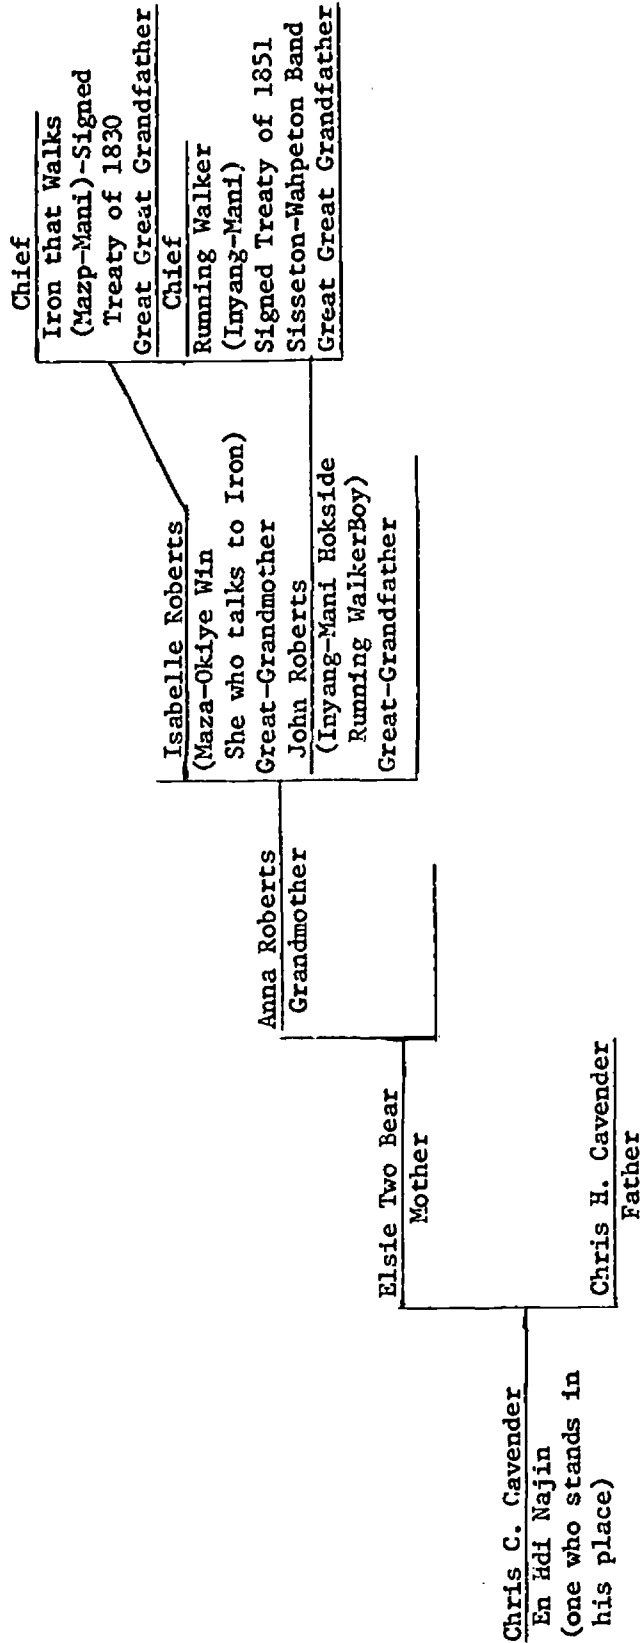 Chris C. Cavender
En Hdi Najin
(one who stands in
his place)
Elsie Two Bear
Mother
Chris H. Cavender
Father
Anna Roberts
Grandmother
Isabelle Roberts
(Maza-Okiye Win
She who talks to Iron)
Great-Grandmother
John Roberts
(Inyang-Mani Hokside
Running WalkerBoy)
Great-Grandfather
Chief
Iron that Walks
(Mazp-Mani)-Signed
Treaty of 1830
Great Great Grandfather
Chief
Running Walker
(Inyang-Mani)
Signed Treaty of 1851
Sisseton-Wahpeton Band
Great Great Grandfather